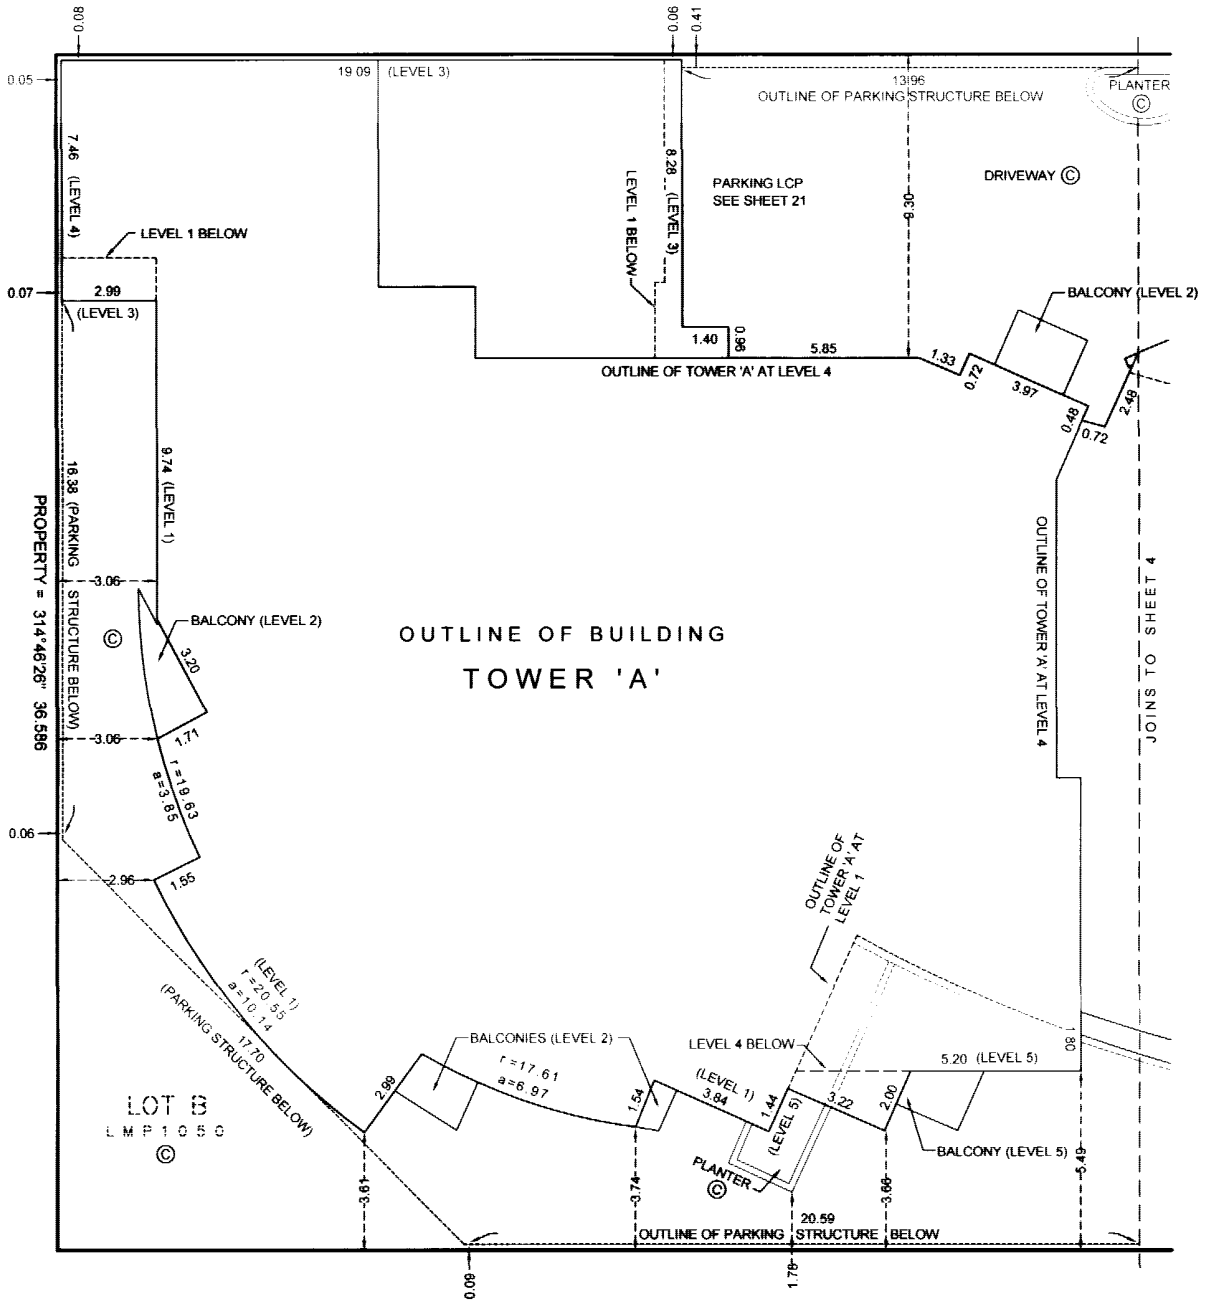 0.08
0.06
0.41
0.05
19.09 (LEVEL 3)
13.96
OUTLINE OF PARKING STRUCTURE BELOW
PLANTER
©
7.46 (LEVEL 4)
8.28 (LEVEL 3)
LEVEL 1 BELOW
PARKING LCP
SEE SHEET 21
9.30
DRIVEWAY ©
LEVEL 1 BELOW
0.07
2.99
(LEVEL 3)
BALCONY (LEVEL 2)
1.40
0.96
5.85
1.33
0.72
3.97
0.48
0.72
2.48
OUTLINE OF TOWER 'A' AT LEVEL 4
9.74 (LEVEL 1)
16.38 (PARKING STRUCTURE BELOW)
PROPERTY = 314°46'26" 36.586
OUTLINE OF TOWER 'A' AT LEVEL 4
JOINS TO SHEET 4
3.06
©
BALCONY (LEVEL 2)
3.20
OUTLINE OF BUILDING
TOWER 'A'
3.06
1.71
r=19.63
a=3.85
0.06
2.96
1.55
OUTLINE OF
TOWER 'A' AT
LEVEL 1
(LEVEL 1)
r=20.55
a=10.14
17.70
(PARKING STRUCTURE BELOW)
BALCONIES (LEVEL 2)
r=17.61
a=6.97
LEVEL 4 BELOW
1.80
5.20 (LEVEL 5)
2.99
1.54
(LEVEL 1)
3.84
1.44
(LEVEL 5)
3.22
2.00
LOT B
LMP1050
©
BALCONY (LEVEL 5)
PLANTER
©
3.61
3.74
3.66
5.49
20.59
OUTLINE OF PARKING STRUCTURE BELOW
0.09
1.78